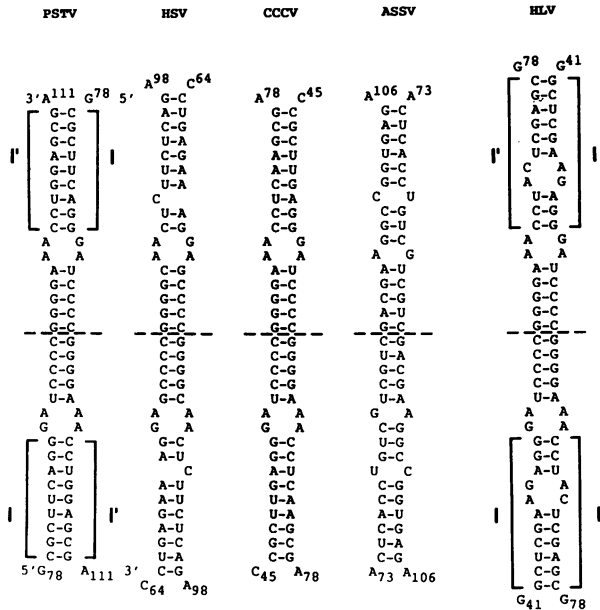 PSTV
HSV
CCCV
ASSV
HLV
3'A111 G78
G-C
C-G
G-C
A-U
G-U
G-C
U-A
C-G
C-G
A G
A A
A-U
G-C
G-C
G-C
G-C
C-G
C-G
C-G
C-G
U-A
A A
G A
G-C
G-C
A-U
C-G
U-G
U-A
C-G
G-C
C-G
5'G78 A111
I' I
I I'
5' A98 C64
G-C
A-U
C-G
U-A
C-G
U-A
U-A
C
U A
C-G
A G
A A
C-G
G-C
G-C
G-C
G-C
C-G
C-G
C-G
C-G
G-C
A A
G A
G-C
A-U
C
A-U
A-U
G-C
A-U
G-C
U-A
C-G
3' C64 A98
A78 C45
G-C
C-G
G-C
A-U
A-U
C-G
U-A
C-G
C-G
A G
A A
A-U
G-C
G-C
G-C
G-C
C-G
C-G
C-G
C-G
U-A
A A
G A
G-C
G-C
A-U
G-C
U-A
U-A
C-G
G-C
C-G
C45 A78
A106 A73
G-C
A-U
G-C
U-A
G-C
G-C
C U
C-G
G-U
G-C
A G
A-U
G-C
C-G
A-U
G-C
C-G
U-A
G-C
C-G
U-A
G A
C-G
U-G
G-C
U C
C-G
C-G
A-U
C-G
U-A
C-G
A73 A106
G78 G41
C-G
G-C
A-U
G-C
C-G
U-A
C A
A G
U-A
C-G
C-G
A G
A A
A-U
G-C
G-C
G-C
G-C
C-G
C-G
C-G
C-G
U-A
A A
G A
G-C
G-C
A-U
G A
A C
A-U
G-C
C-G
U-A
C-G
G-C
G41 G78
I' I
I I'